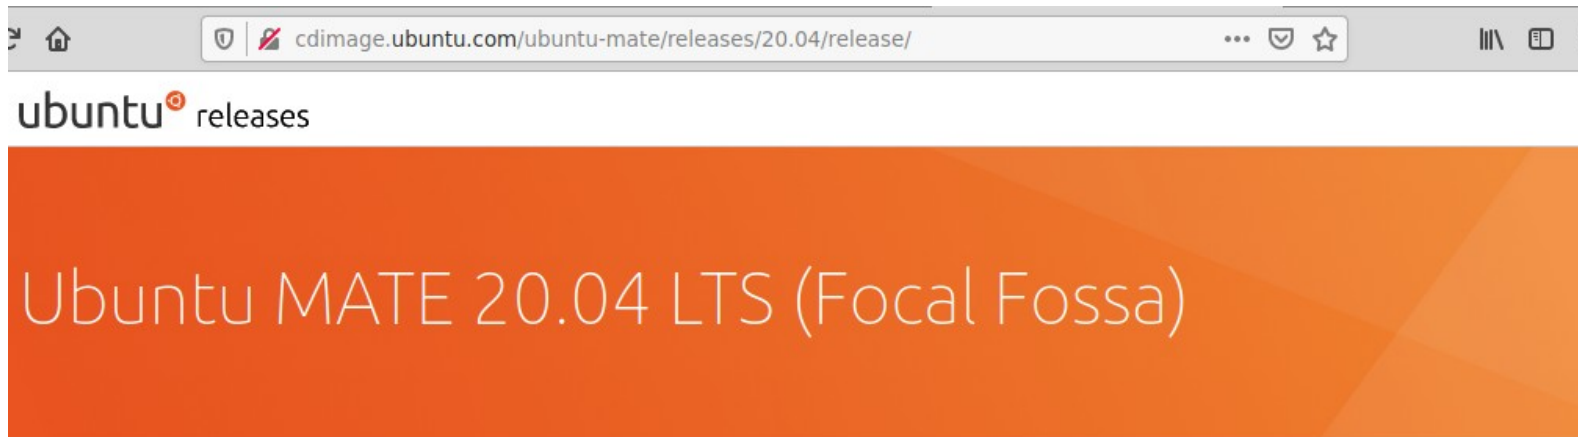 cdimage.ubuntu.com/ubuntu-mate/releases/20.04/release/
ubuntu releases
Ubuntu MATE 20.04 LTS (Focal Fossa)